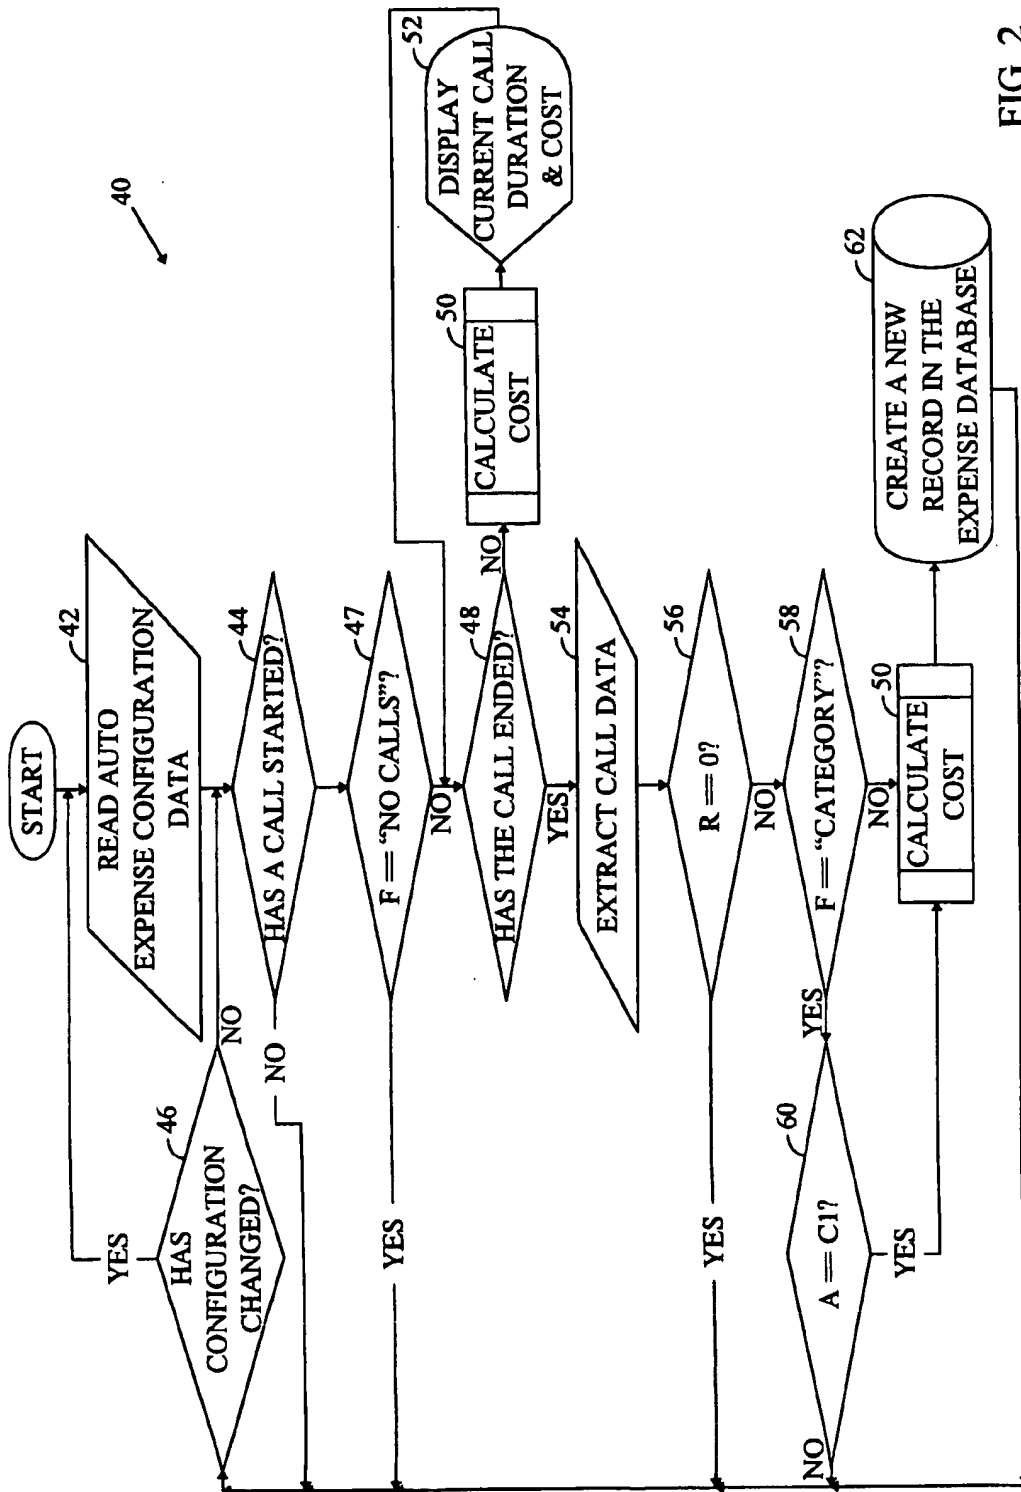 40
START
42
READ AUTO
EXPENSE CONFIGURATION
DATA
YES
46
HAS
CONFIGURATION
CHANGED?
NO
44
HAS A CALL STARTED?
NO
47
F == "NO CALLS"?
YES
NO
48
HAS THE CALL ENDED?
NO
YES
50
CALCULATE
COST
52
DISPLAY
CURRENT CALL
DURATION
& COST
54
EXTRACT CALL DATA
56
R == 0?
YES
NO
58
F == "CATEGORY"?
YES
NO
60
A == C1?
NO
YES
50
CALCULATE
COST
62
CREATE A NEW
RECORD IN THE
EXPENSE DATABASE
FIG. 2